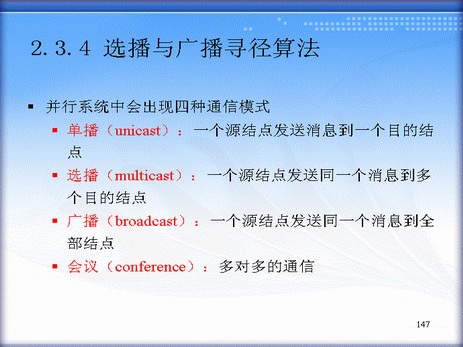 2.3.4 选播与广播寻径算法
▪ 并行系统中会出现四种通信模式
▪ 单播（unicast）：一个源结点发送消息到一个目的结
点
▪ 选播（multicast）：一个源结点发送同一个消息到多
个目的结点
▪ 广播（broadcast）：一个源结点发送同一个消息到全
部结点
▪ 会议（conference）：多对多的通信
147